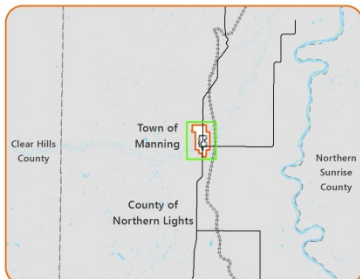 Town of
Manning
Clear Hills
County
Northern
Sunrise
County
County of
Northern Lights